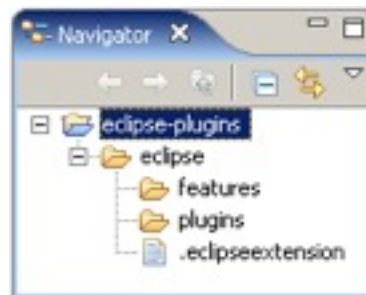 Navigator
eclipse-plugins
eclipse
features
plugins
.eclipseextension